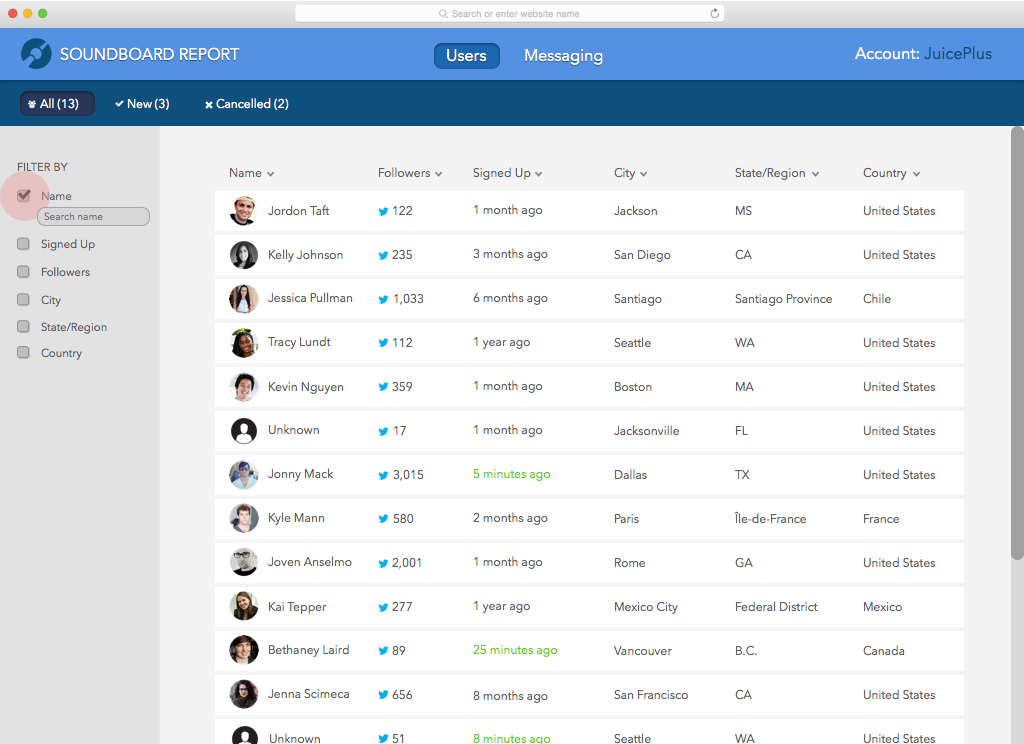 Search or enter website name
SOUNDBOARD REPORT Users Messaging Account: JuicePlus
All (13) New (3) Cancelled (2)
FILTER BY
Name
Search name
Signed Up
Followers
City
State/Region
Country
Name Followers Signed Up City State/Region Country
Jordon Taft 122 1 month ago Jackson MS United States
Kelly Johnson 235 3 months ago San Diego CA United States
Jessica Pullman 1,033 6 months ago Santiago Santiago Province Chile
Tracy Lundt 112 1 year ago Seattle WA United States
Kevin Nguyen 359 1 month ago Boston MA United States
Unknown 17 1 month ago Jacksonville FL United States
Jonny Mack 3,015 5 minutes ago Dallas TX United States
Kyle Mann 580 2 months ago Paris Île-de-France France
Joven Anselmo 2,001 1 month ago Rome GA United States
Kai Tepper 277 1 year ago Mexico City Federal District Mexico
Bethaney Laird 89 25 minutes ago Vancouver B.C. Canada
Jenna Scimeca 656 8 months ago San Francisco CA United States
Unknown 51 8 minutes ago Seattle WA United States